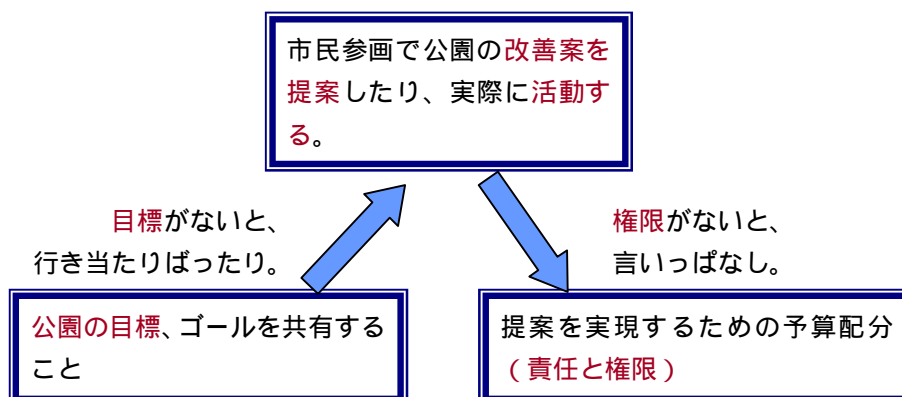 市民参画で公園の改善案を
提案したり、実際に活動す
る。
目標がないと、
行き当たりばったり。
権限がないと、
言いっぱなし。
公園の目標、ゴールを共有する
こと
提案を実現するための予算配分
（責任と権限）